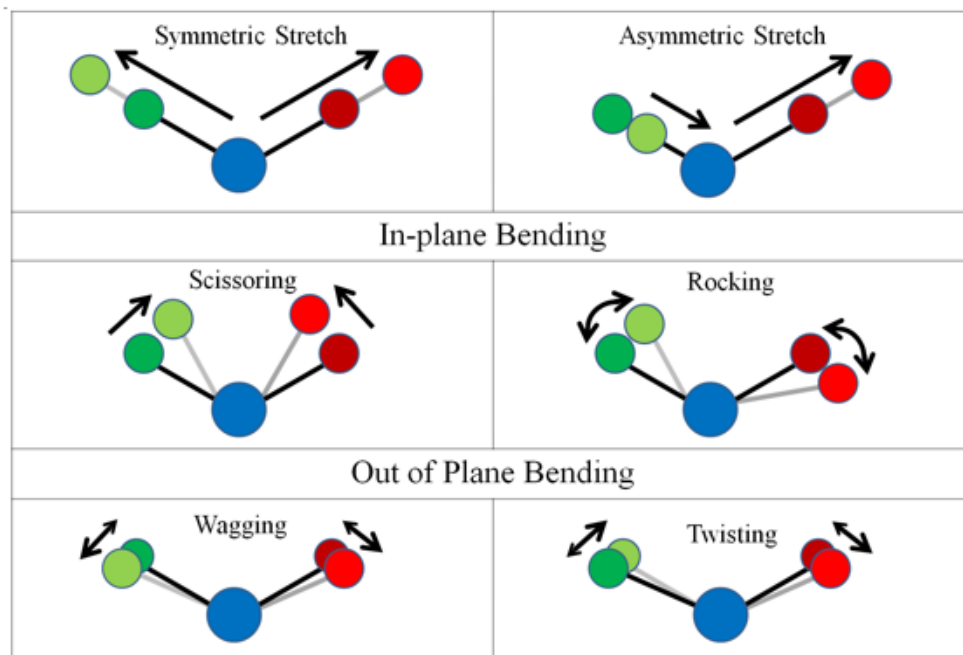 Symmetric Stretch
Asymmetric Stretch
In-plane Bending
Scissoring
Rocking
Out of Plane Bending
Wagging
Twisting